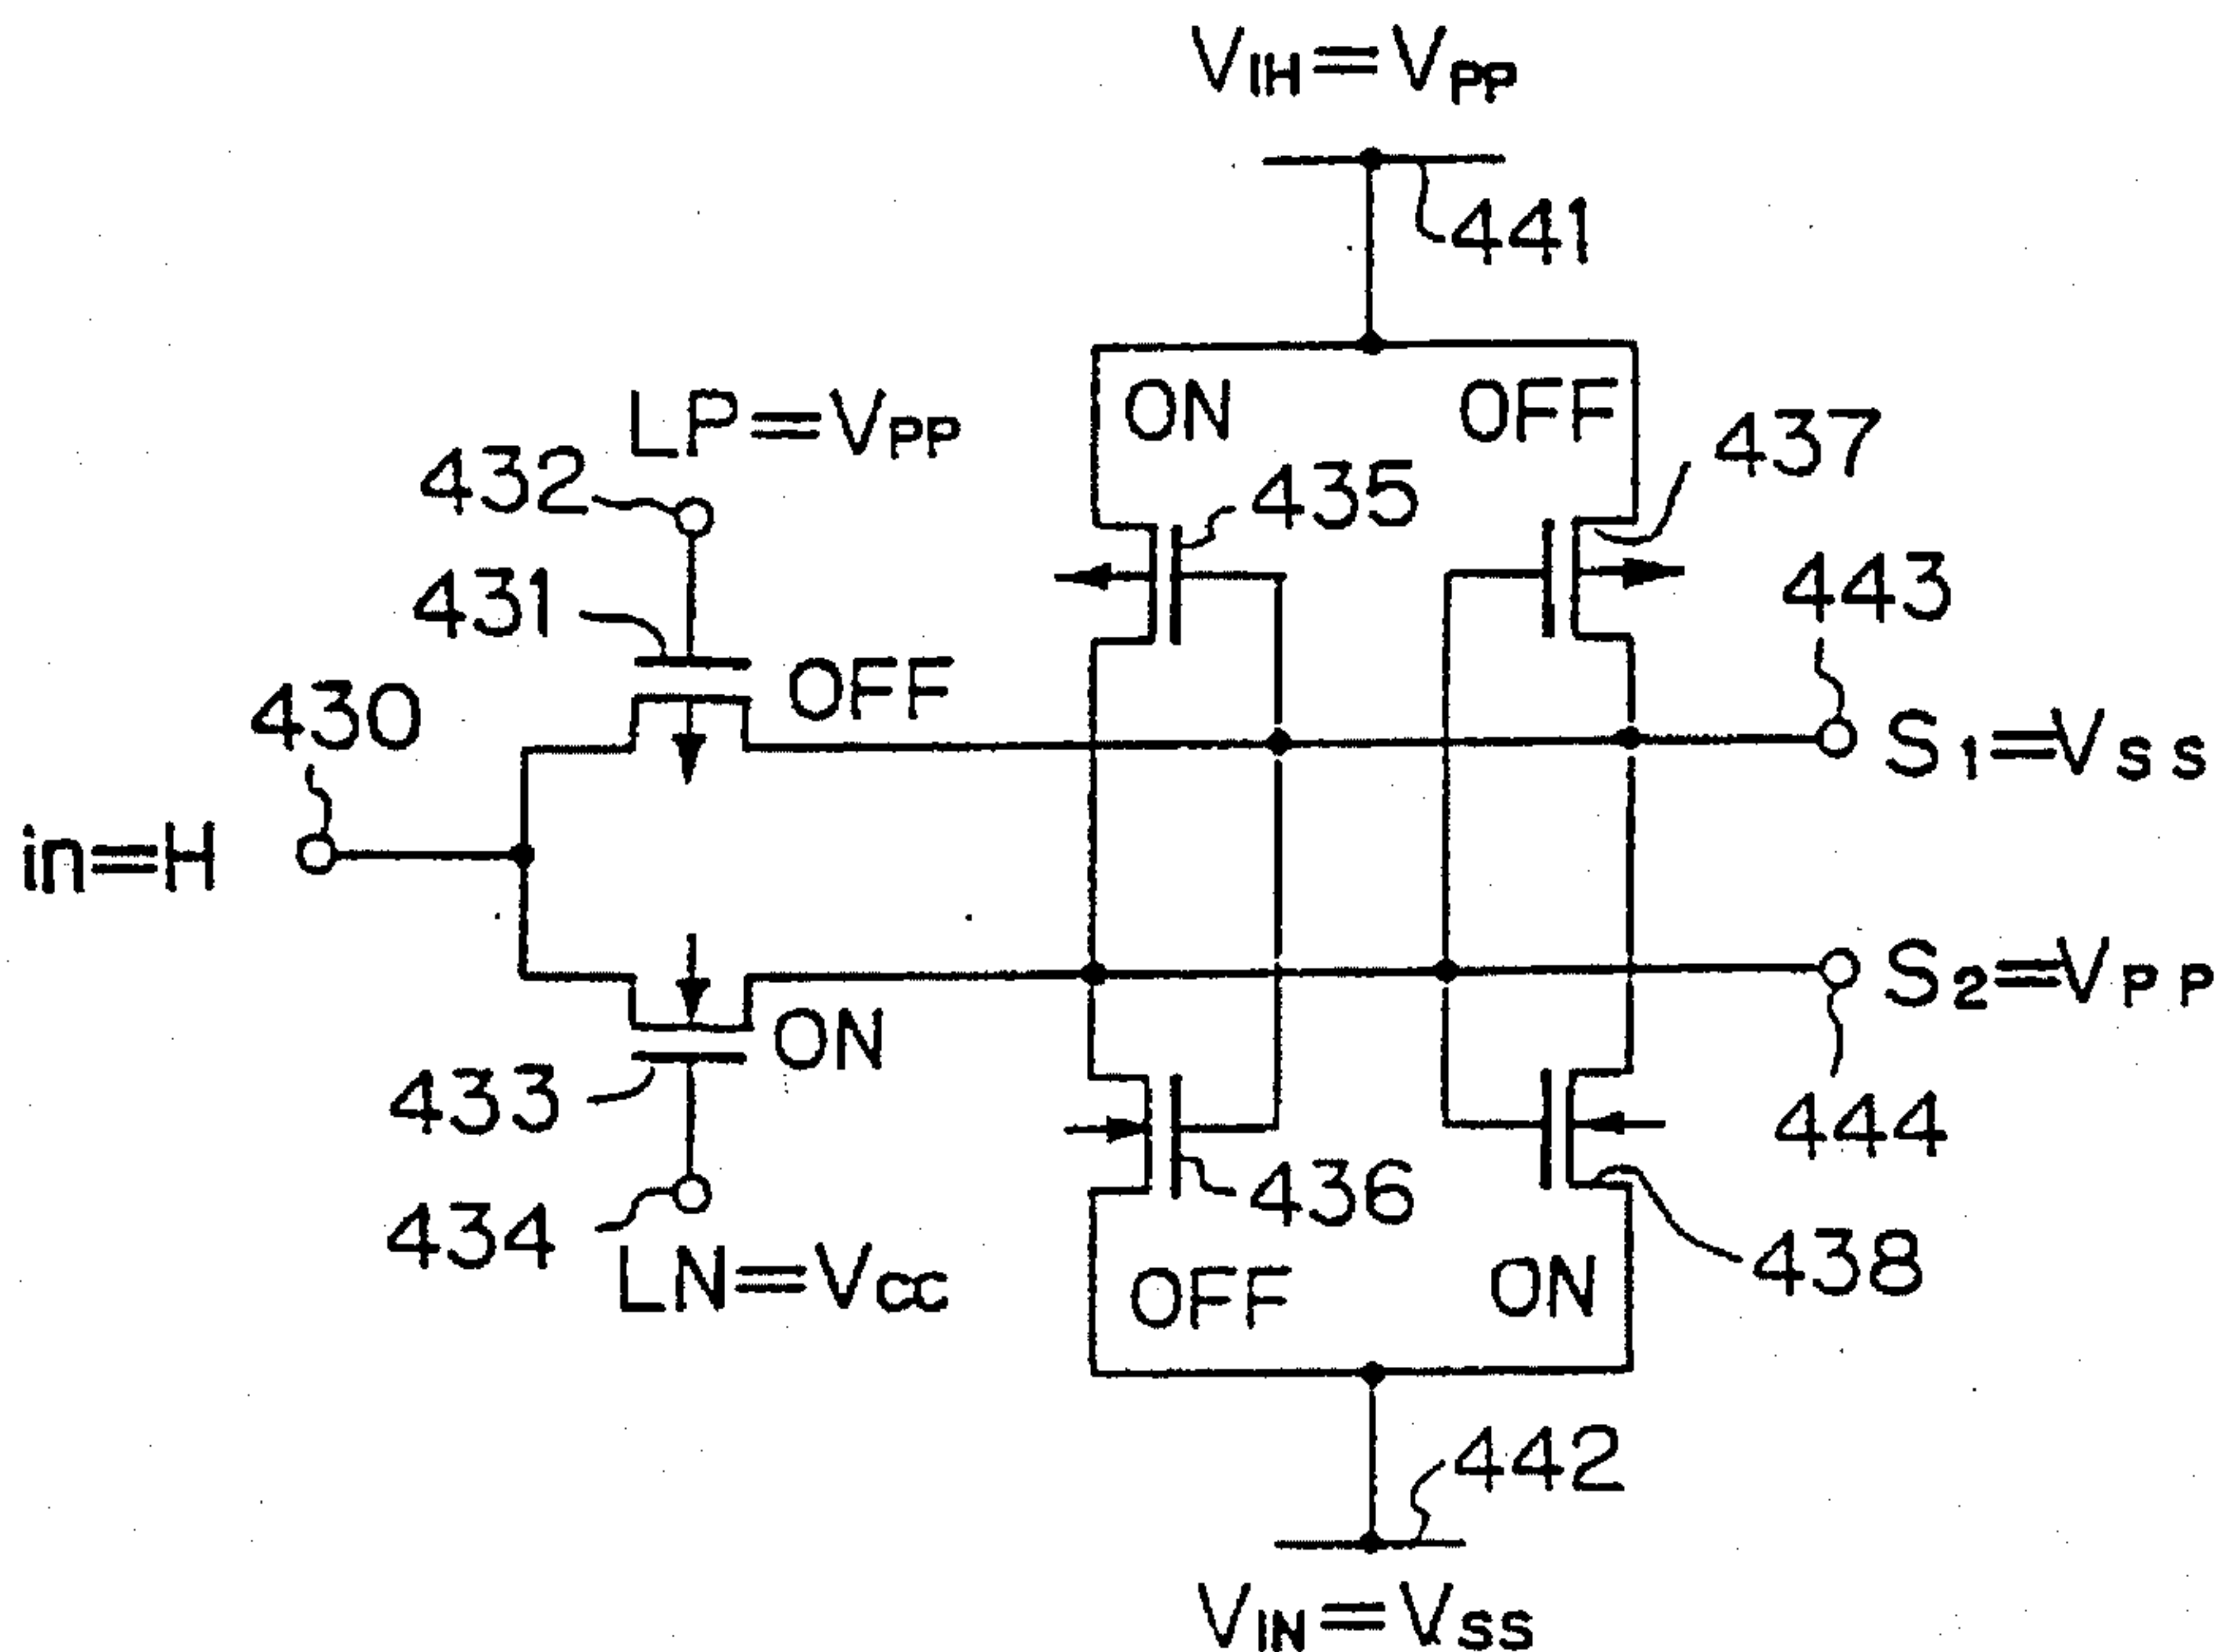 VIH=VPP
441
LP=VPP
ON
OFF
432
435
437
431
443
OFF
430
S1=VSS
in=H
S2=VPP
ON
433
444
434
436
438
LN=VCC
OFF
ON
442
VIN=VSS